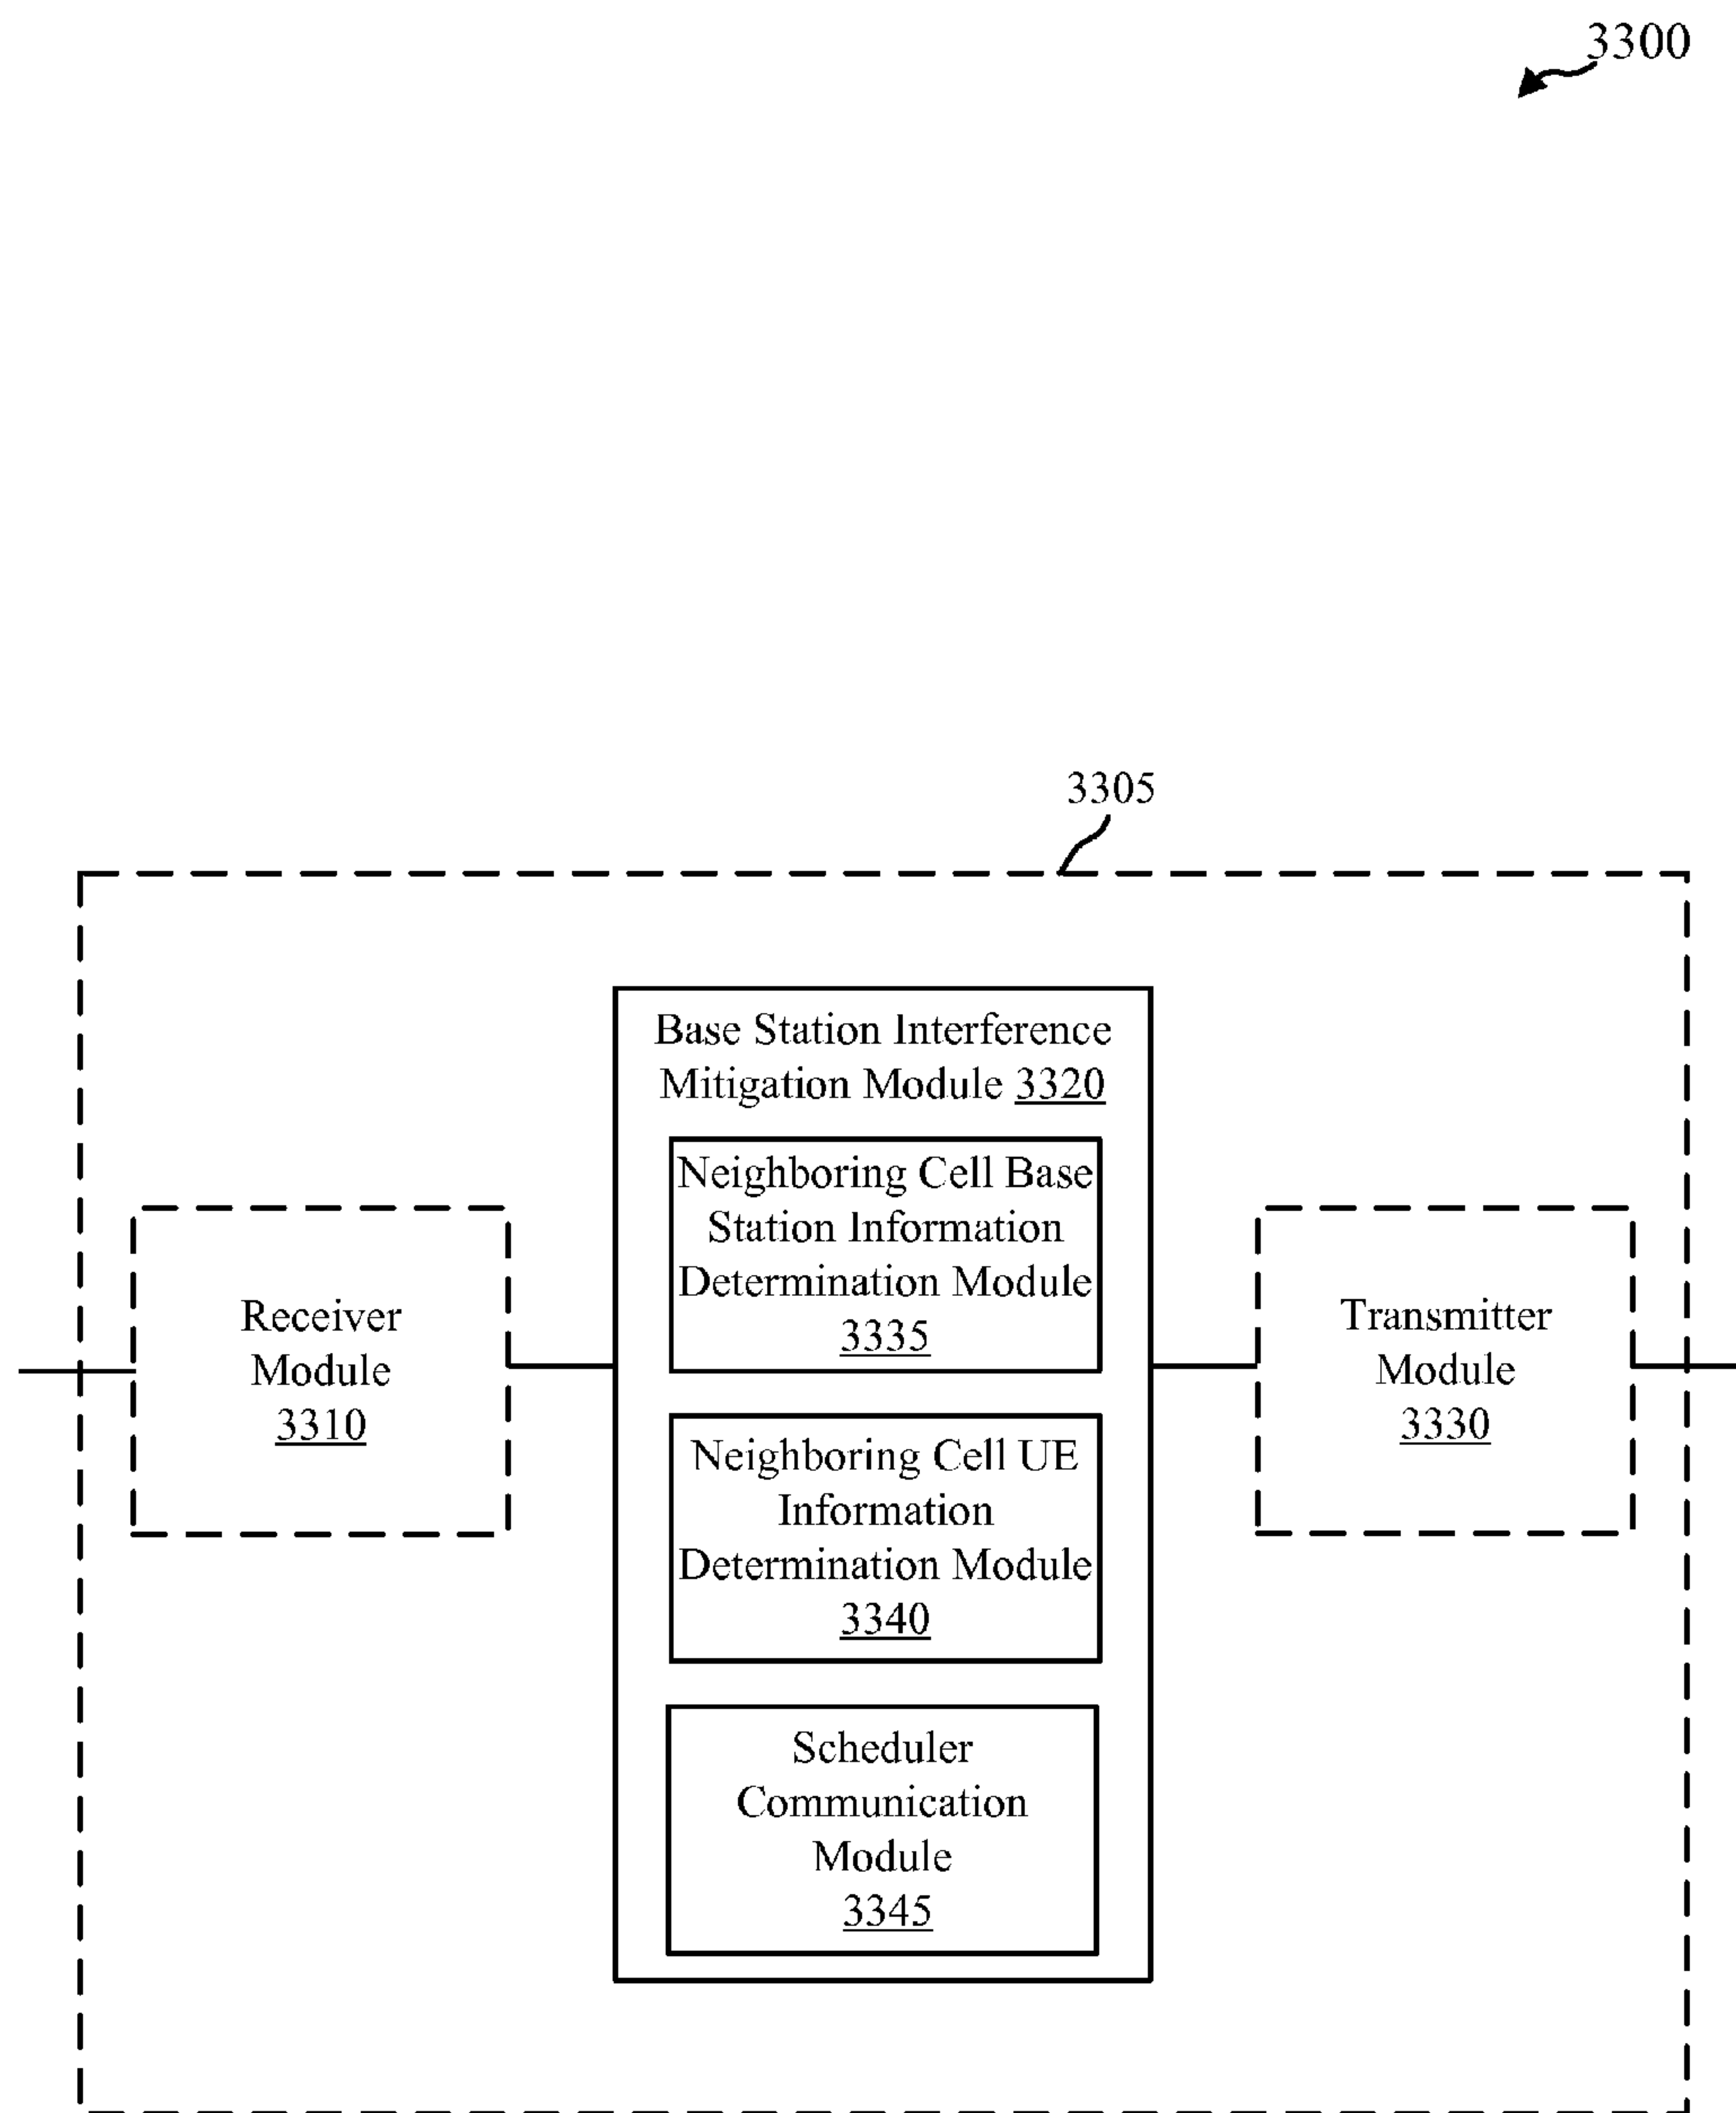 3300
3305
Base Station Interference
Mitigation Module 3320
Neighboring Cell Base
Station Information
Determination Module
3335
Receiver
Module
3310
Transmitter
Module
3330
Neighboring Cell UE
Information
Determination Module
3340
Scheduler
Communication
Module
3345